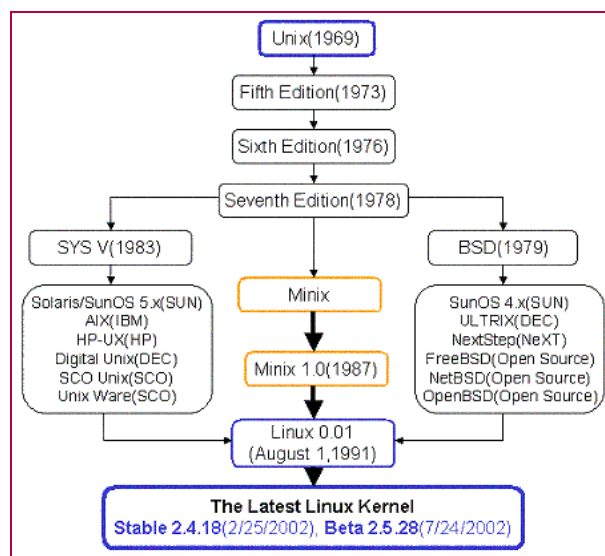 Unix(1969)
Fifth Edition(1973)
Sixth Edition(1976)
Seventh Edition(1978)
SYS V(1983)
BSD(1979)
Solaris/SunOS 5.x(SUN)
AIX(IBM)
HP-UX(HP)
Digital Unix(DEC)
SCO Unix(SCO)
Unix Ware(SCO)
Minix
Minix 1.0(1987)
SunOS 4.x(SUN)
ULTRIX(DEC)
NextStep(NeXT)
FreeBSD(Open Source)
NetBSD(Open Source)
OpenBSD(Open Source)
Linux 0.01
(August 1,1991)
The Latest Linux Kernel
Stable 2.4.18(2/25/2002), Beta 2.5.28(7/24/2002)